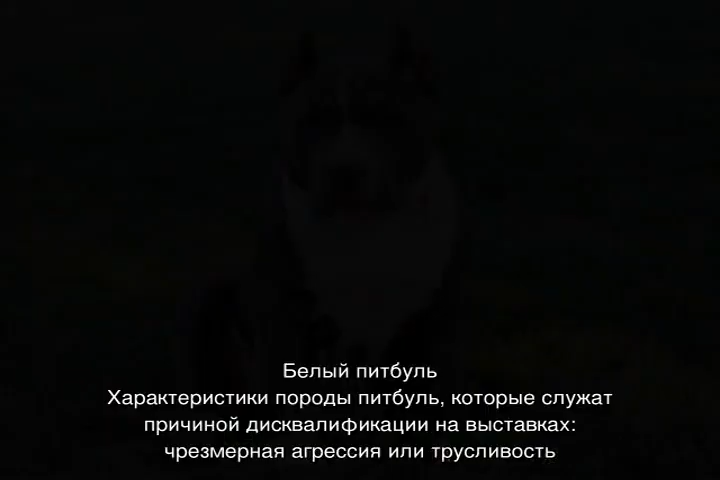 Белый питбуль
Характеристики породы питбуль, которые служат
причиной дисквалификации на выставках:
чрезмерная агрессия или трусливость